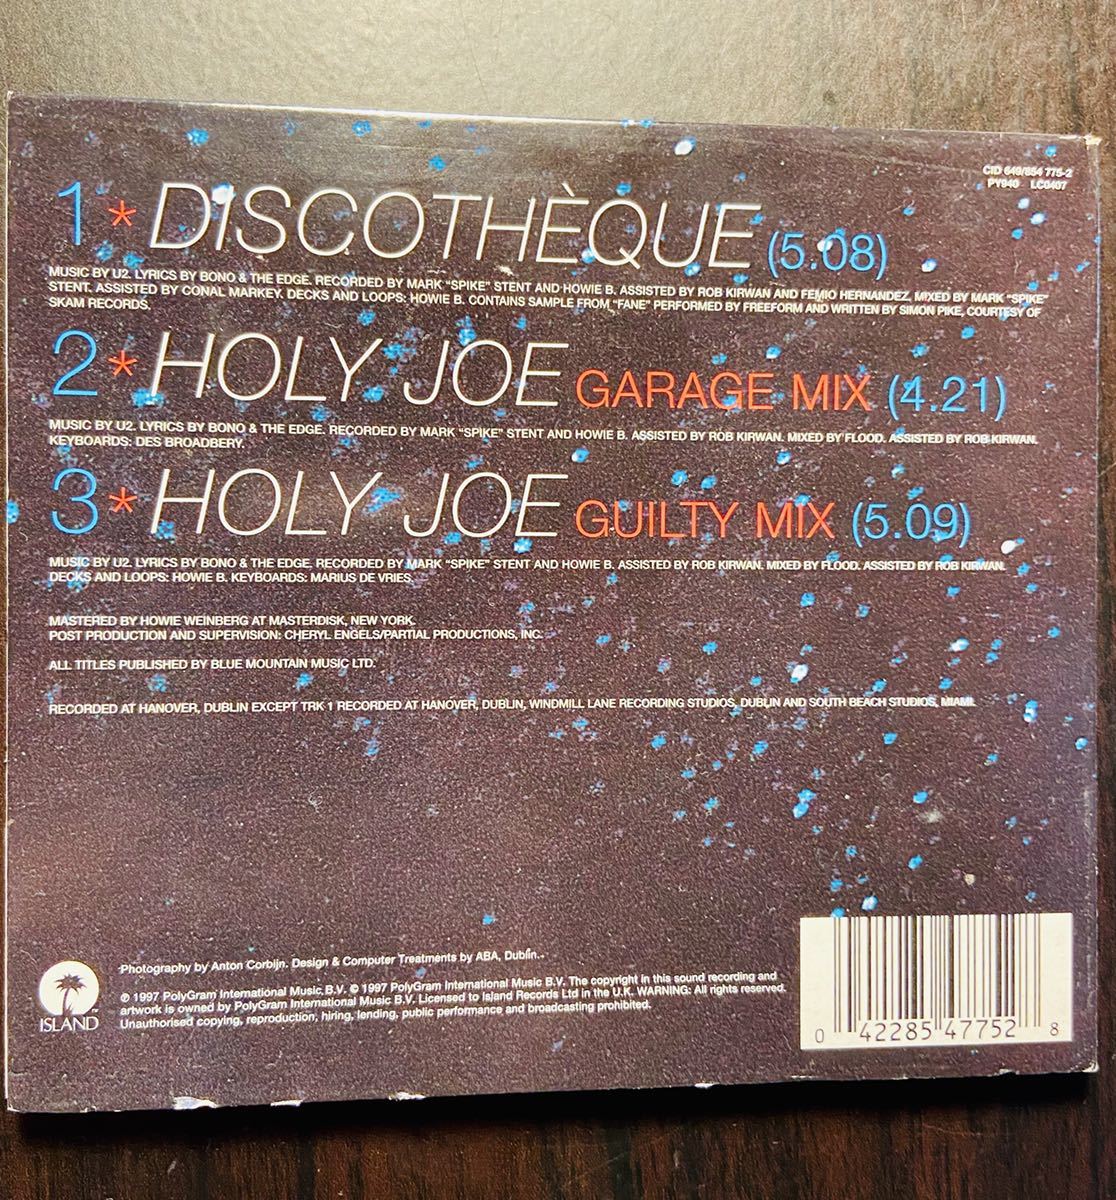 CID 649/854 775-2
PY940 LC0407
1* DISCOTHÈQUE (5.08)
MUSIC BY U2. LYRICS BY BONO & THE EDGE. RECORDED BY MARK "SPIKE" STENT AND HOWIE B. ASSISTED BY ROB KIRWAN AND FEMIO HERNANDEZ, MIXED BY MARK "SPIKE"
STENT. ASSISTED BY CONAL MARKEY. DECKS AND LOOPS: HOWIE B. CONTAINS SAMPLE FROM "FANE" PERFORMED BY FREEFORM AND WRITTEN BY SIMON PIKE, COURTESY OF
SKAM RECORDS.
2* HOLY JOE GARAGE MIX (4.21)
MUSIC BY U2. LYRICS BY BONO & THE EDGE. RECORDED BY MARK "SPIKE" STENT AND HOWIE B. ASSISTED BY ROB KIRWAN. MIXED BY FLOOD. ASSISTED BY ROB KIRWAN.
KEYBOARDS: DES BROADBERY.
3* HOLY JOE GUILTY MIX (5.09)
MUSIC BY U2. LYRICS BY BONO & THE EDGE. RECORDED BY MARK "SPIKE" STENT AND HOWIE B. ASSISTED BY ROB KIRWAN. MIXED BY FLOOD. ASSISTED BY ROB KIRWAN.
DECKS AND LOOPS: HOWIE B. KEYBOARDS: MARIUS DE VRIES.
MASTERED BY HOWIE WEINBERG AT MASTERDISK, NEW YORK.
POST PRODUCTION AND SUPERVISION: CHERYL ENGELS/PARTIAL PRODUCTIONS, INC.
ALL TITLES PUBLISHED BY BLUE MOUNTAIN MUSIC LTD.
RECORDED AT HANOVER, DUBLIN EXCEPT TRK 1 RECORDED AT HANOVER, DUBLIN, WINDMILL LANE RECORDING STUDIOS, DUBLIN AND SOUTH BEACH STUDIOS, MIAMI.
Photography by Anton Corbijn. Design & Computer Treatments by ABA, Dublin.
℗ 1997 PolyGram International Music B.V. © 1997 PolyGram International Music B.V. The copyright in this sound recording and
artwork is owned by PolyGram International Music B.V. Licensed to Island Records Ltd in the U.K. WARNING: All rights reserved.
Unauthorised copying, reproduction, hiring, lending, public performance and broadcasting prohibited.
ISLAND™
0 42285 47752 8